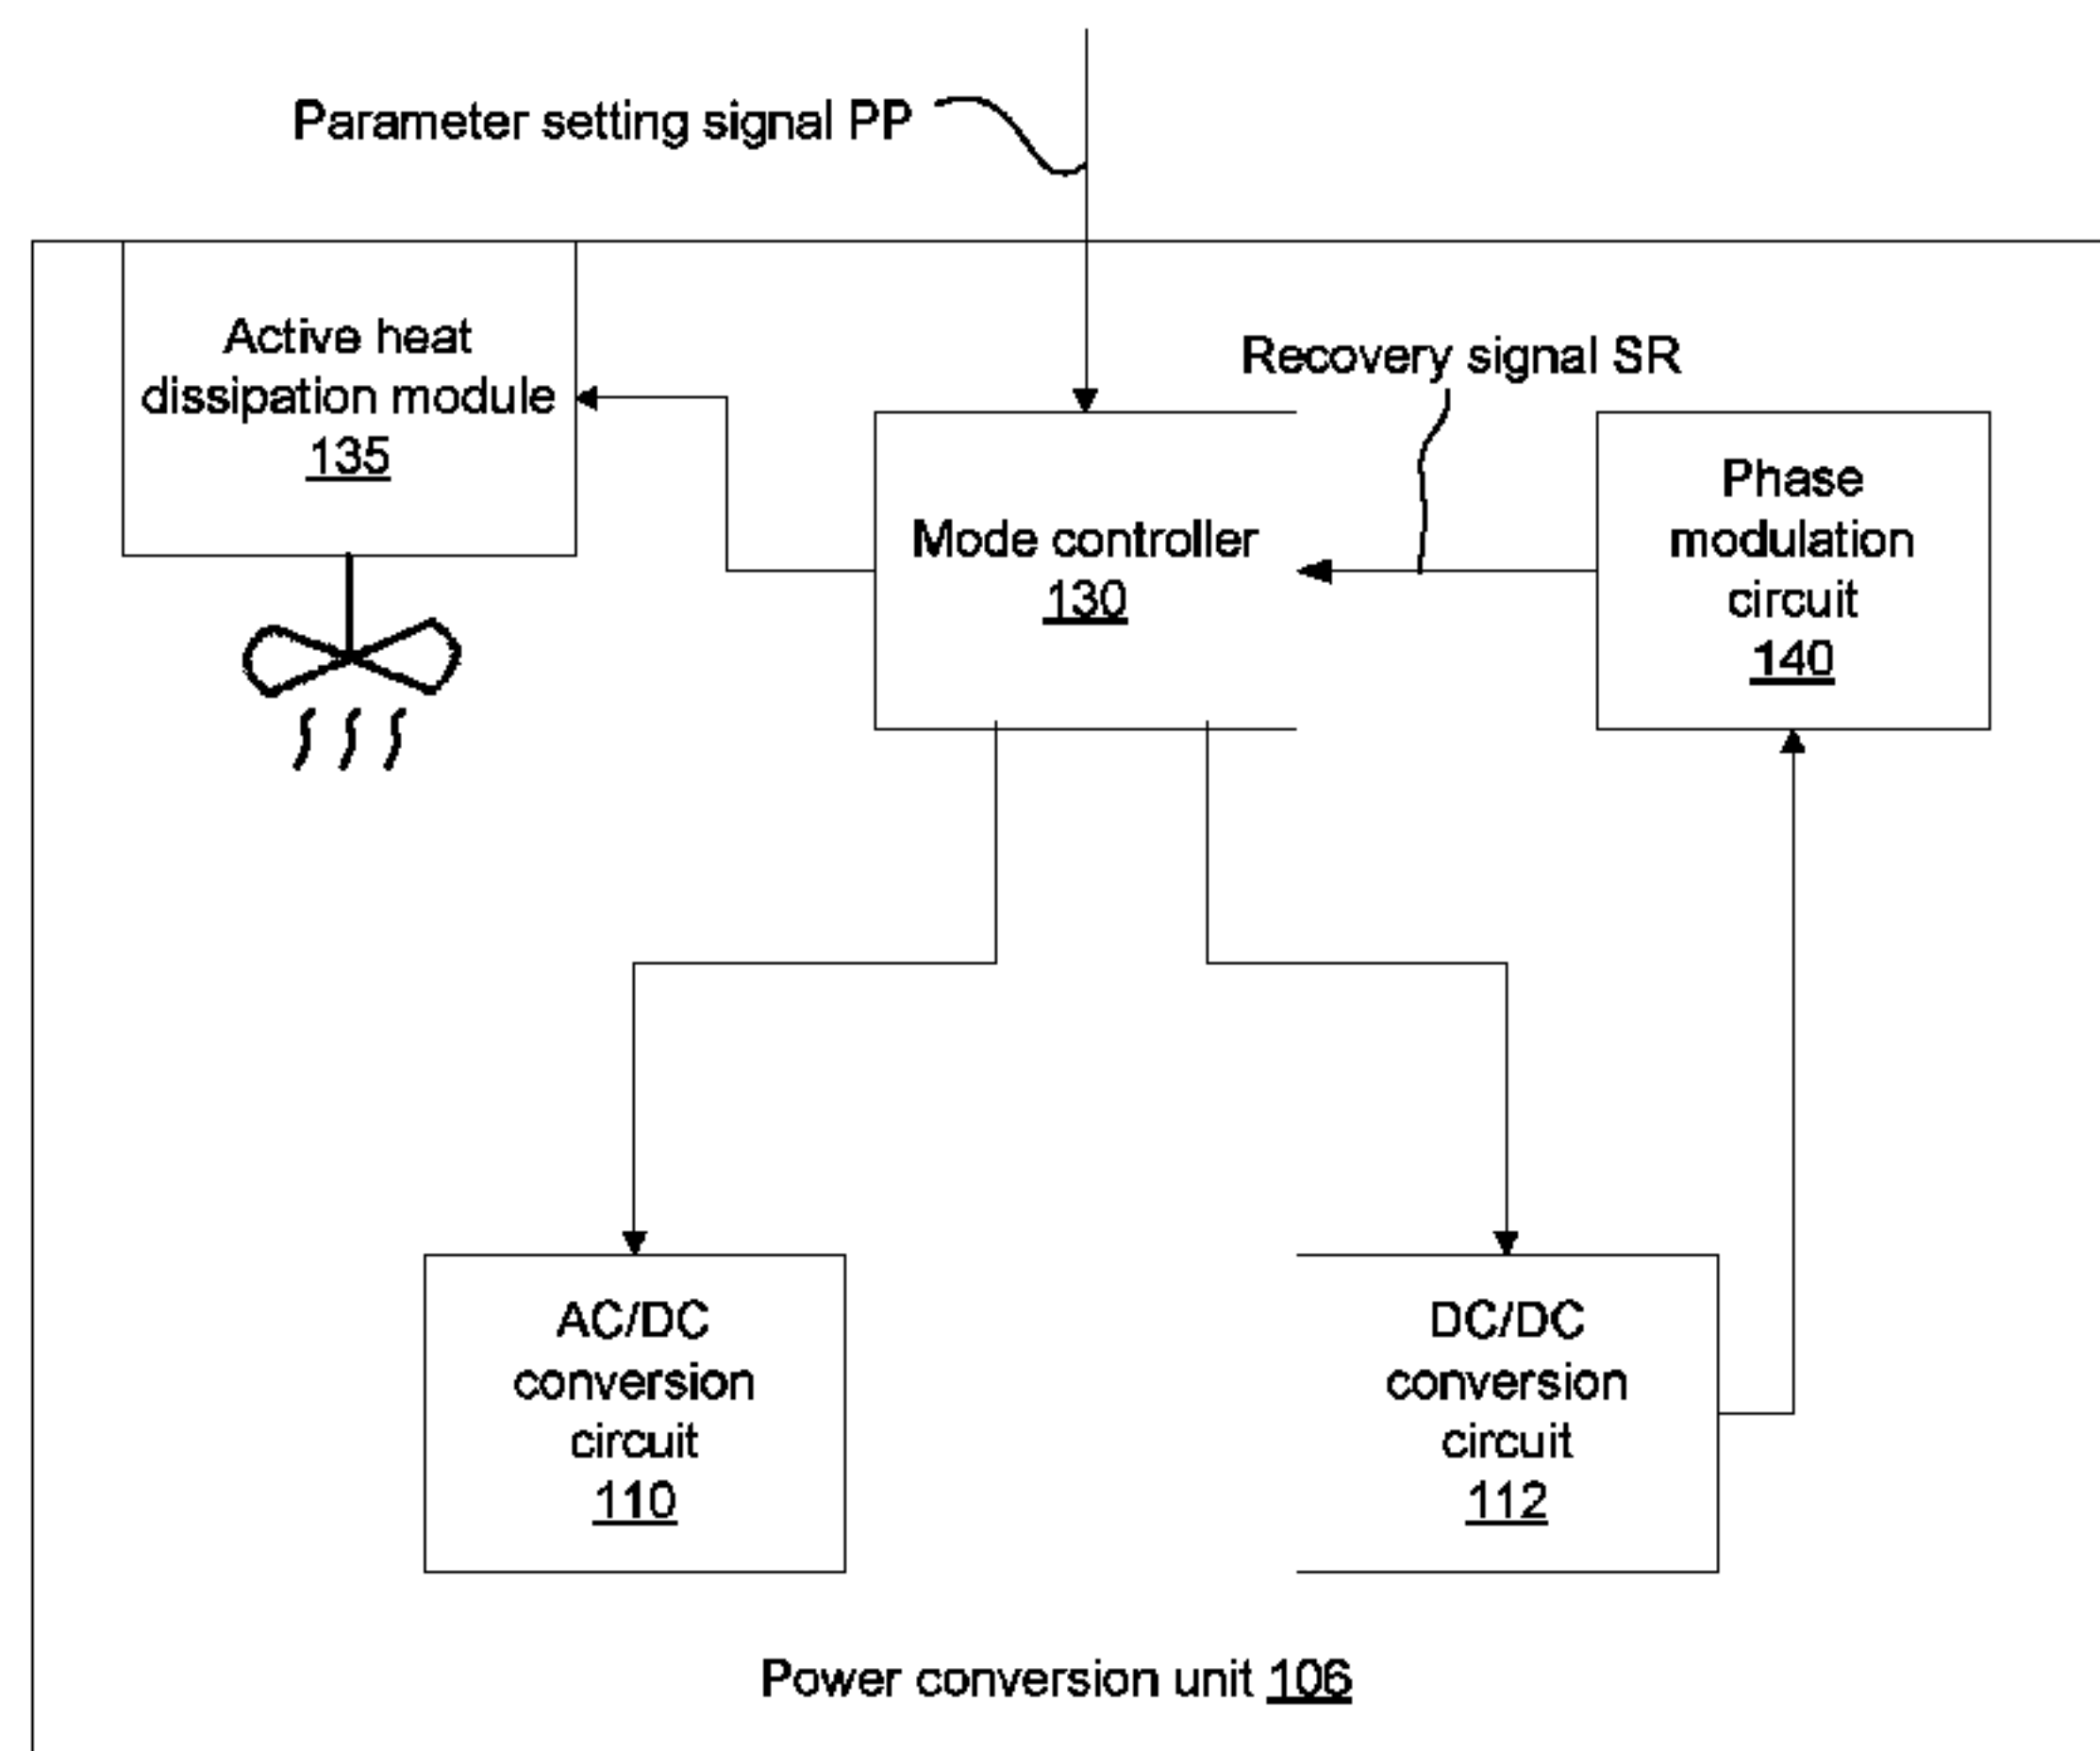 Parameter setting signal PP
Active heat
dissipation module
135
Recovery signal SR
Mode controller
130
Phase
modulation
circuit
140
AC/DC
conversion
circuit
110
DC/DC
conversion
circuit
112
Power conversion unit 106